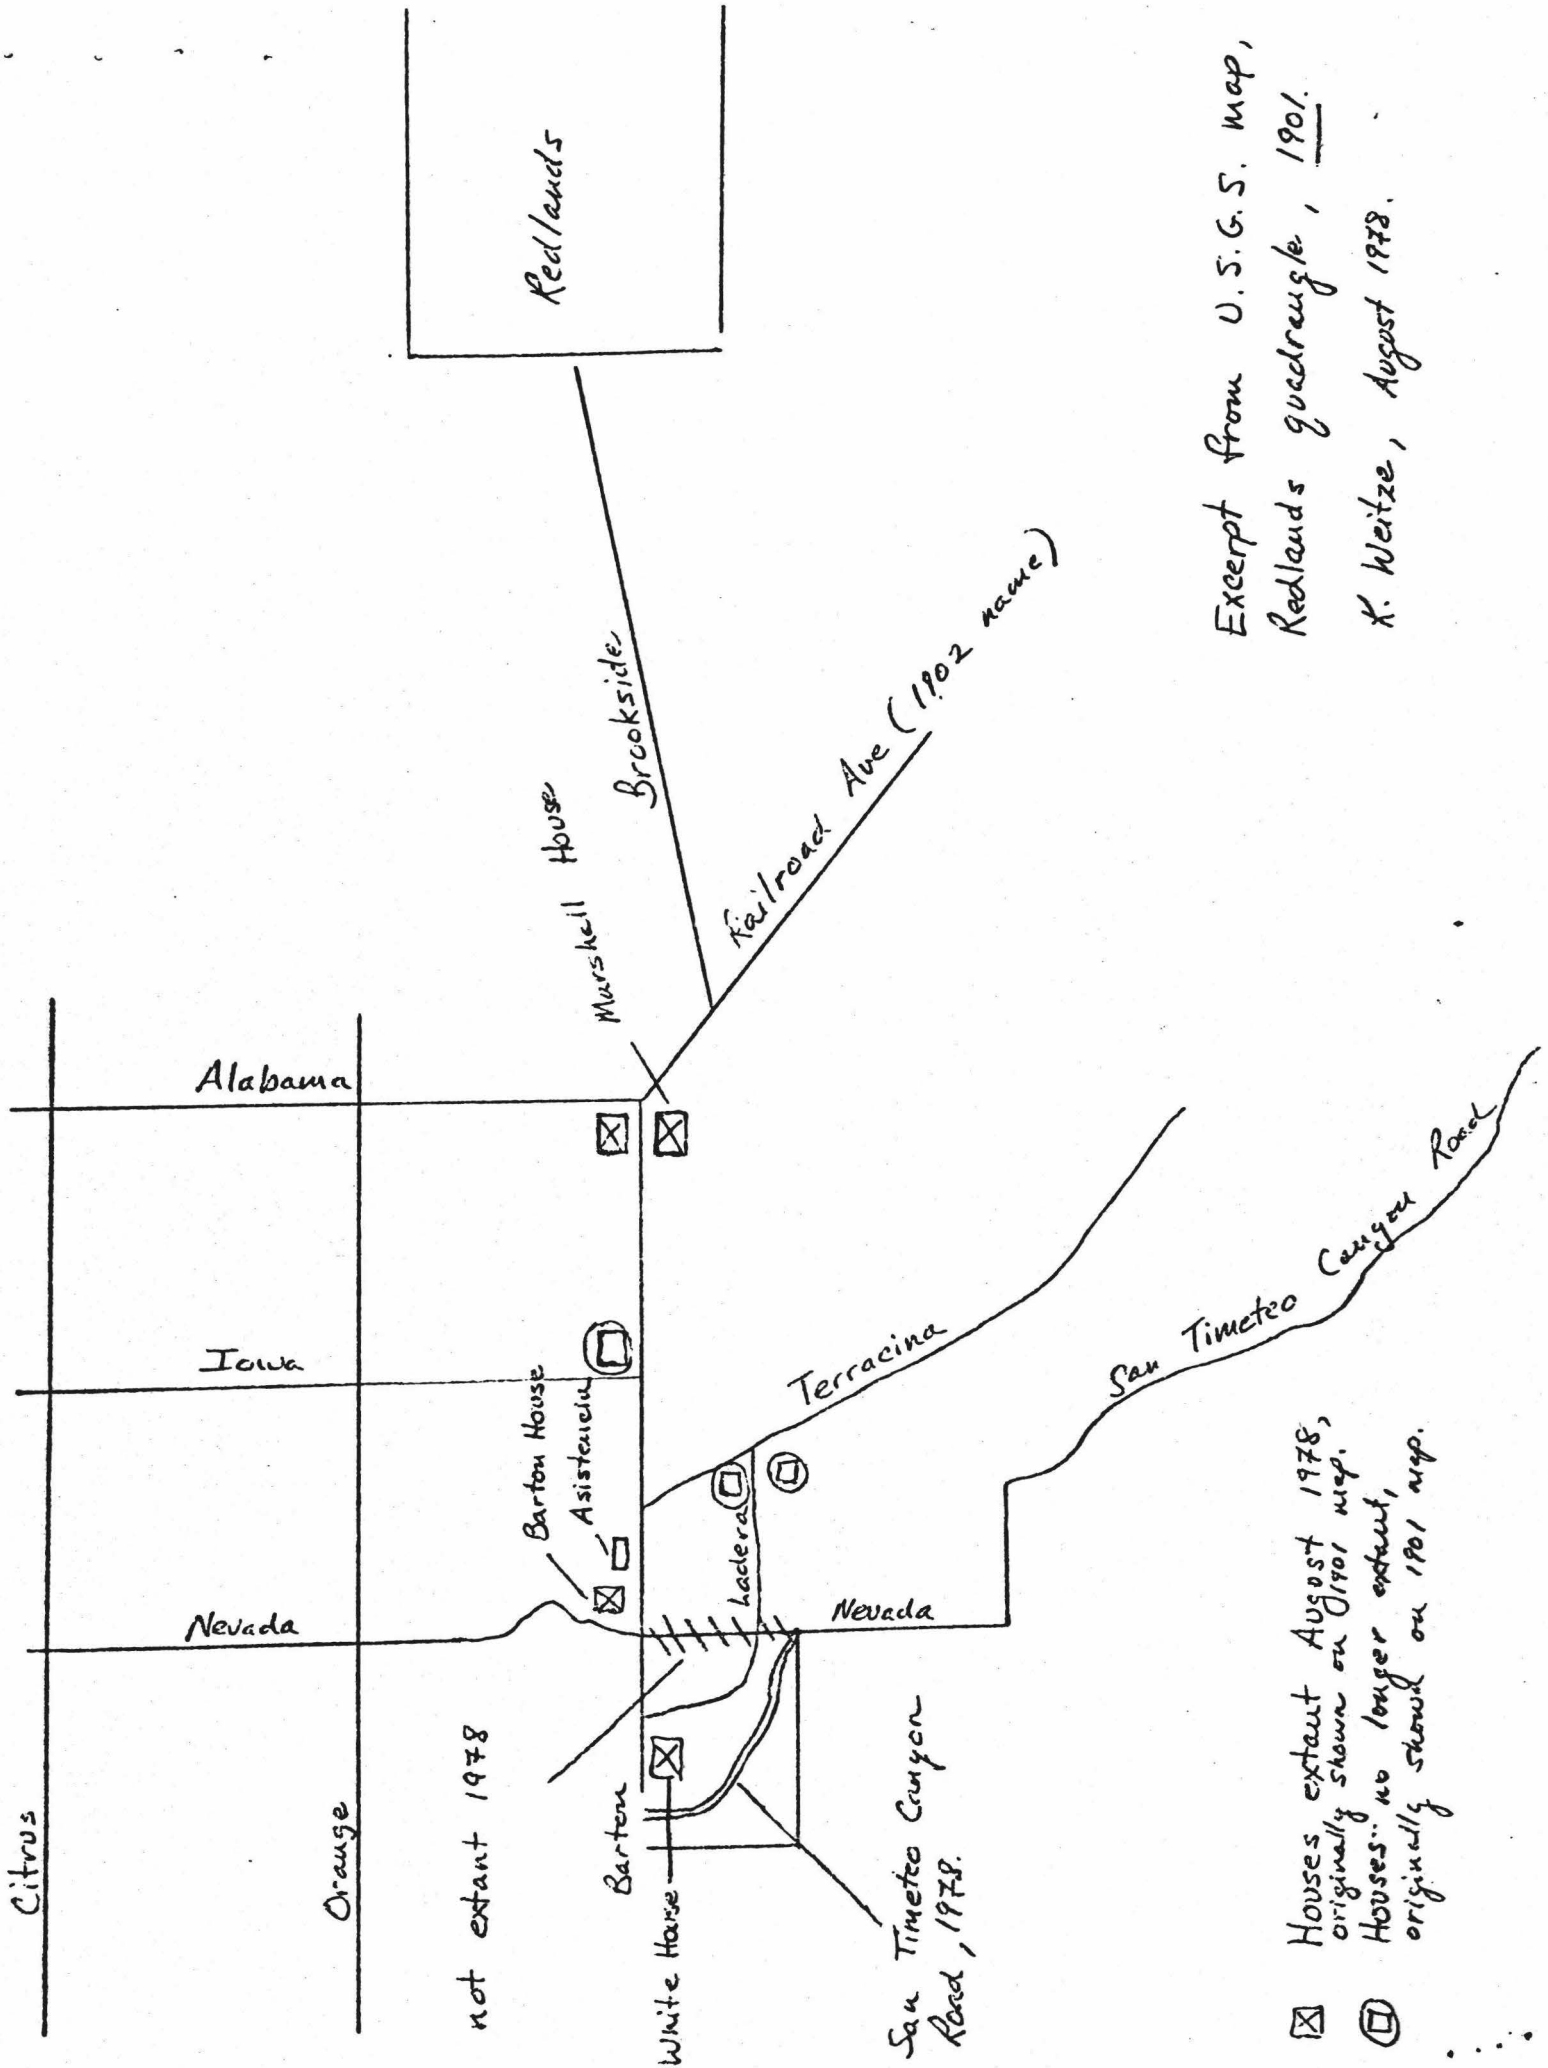 Citrus
Orange
Nevada
Iowa
Alabama
Redlands
not extant 1978
Barton House
Asistencia
Marshall House
Brookside
Barton
White House
Ladera
Nevada
Terracina
Railroad Ave (1902 name)
San Timeteo Canyon
Road, 1978.
San Timeteo Canyon Road
Houses extant August 1978,
originally shown on 1901 map.
Houses no longer extant,
originally shown on 1901 map.
Excerpt from U.S.G.S. map,
Redlands quadrangle, 1901.
K. Weitze, August 1978.